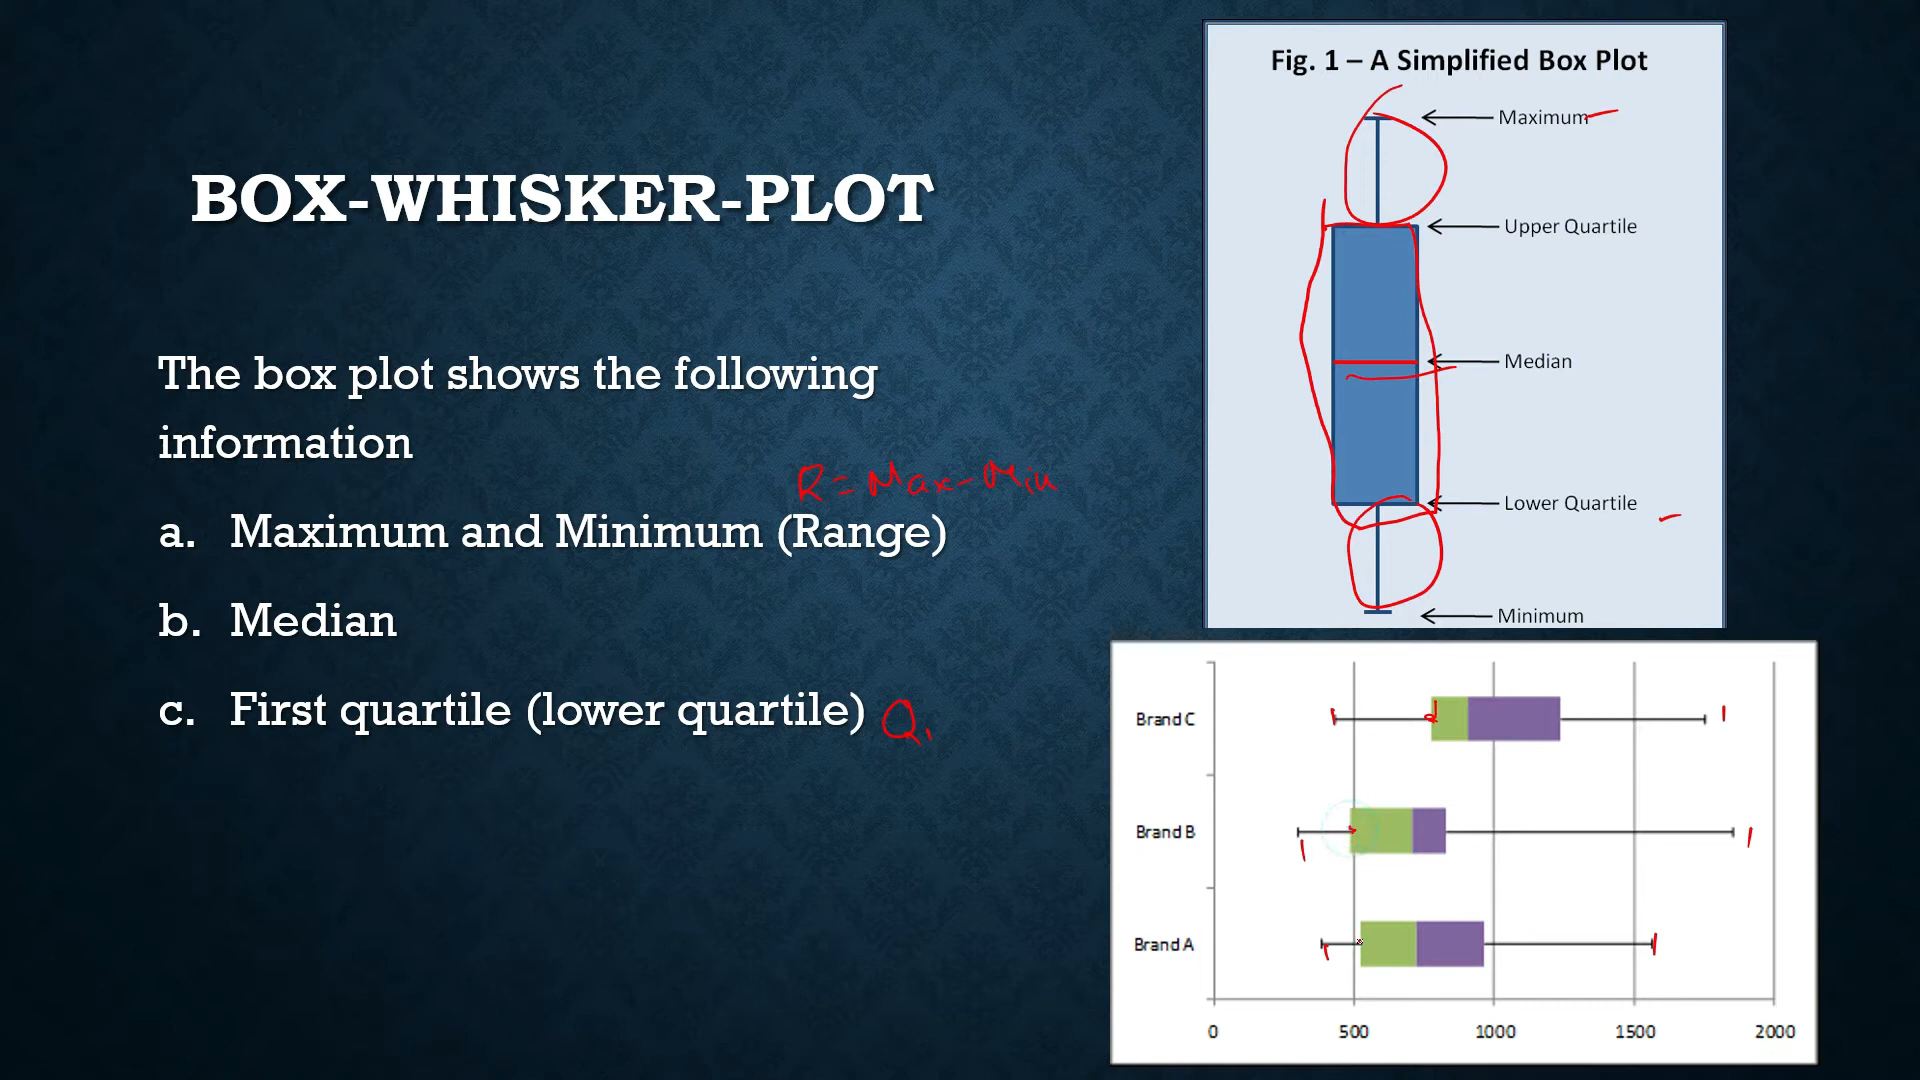 BOX-WHISKER-PLOT
The box plot shows the following
information
R = Max - Min
a. Maximum and Minimum (Range)
b. Median
c. First quartile (lower quartile) Q1
Fig. 1 – A Simplified Box Plot
Maximum
Upper Quartile
Median
Lower Quartile
Minimum
Brand C
Brand B
Brand A
0 500 1000 1500 2000